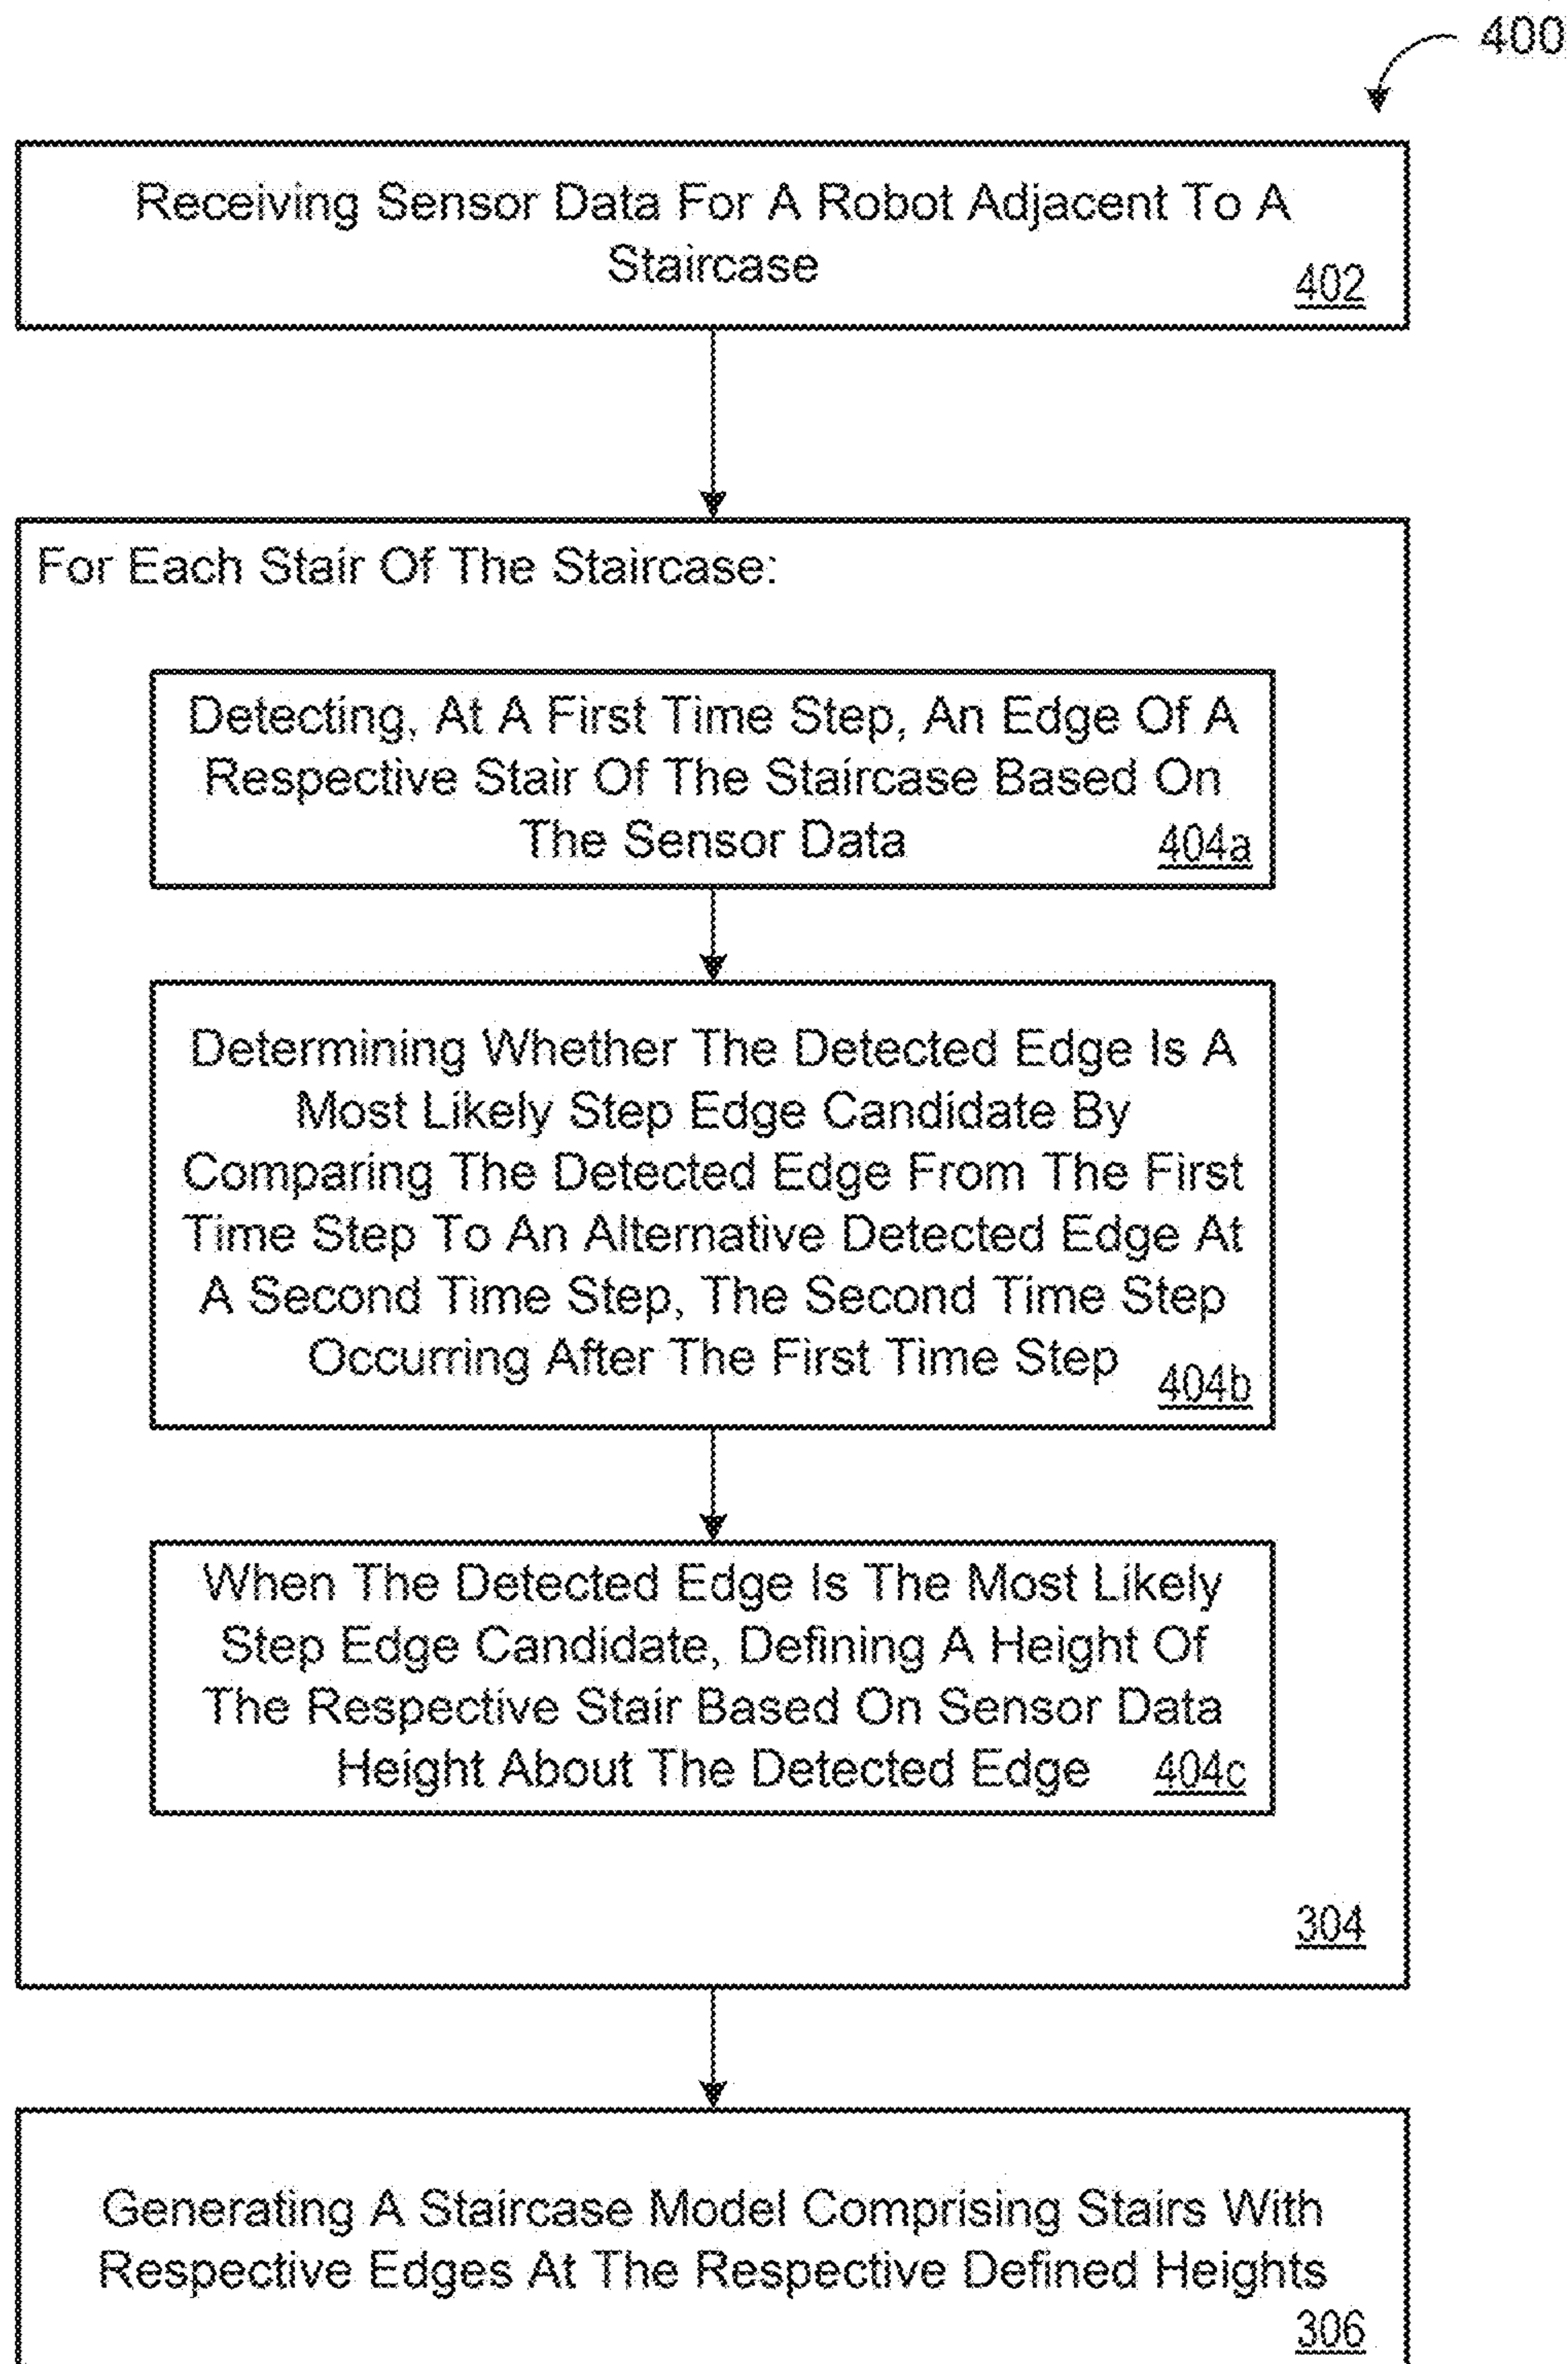 400
Receiving Sensor Data For A Robot Adjacent To A
Staircase
402
For Each Stair Of The Staircase:
Detecting, At A First Time Step, An Edge Of A
Respective Stair Of The Staircase Based On
The Sensor Data
404a
Determining Whether The Detected Edge Is A
Most Likely Step Edge Candidate By
Comparing The Detected Edge From The First
Time Step To An Alternative Detected Edge At
A Second Time Step, The Second Time Step
Occurring After The First Time Step
404b
When The Detected Edge Is The Most Likely
Step Edge Candidate, Defining A Height Of
The Respective Stair Based On Sensor Data
Height About The Detected Edge
404c
304
Generating A Staircase Model Comprising Stairs With
Respective Edges At The Respective Defined Heights
306